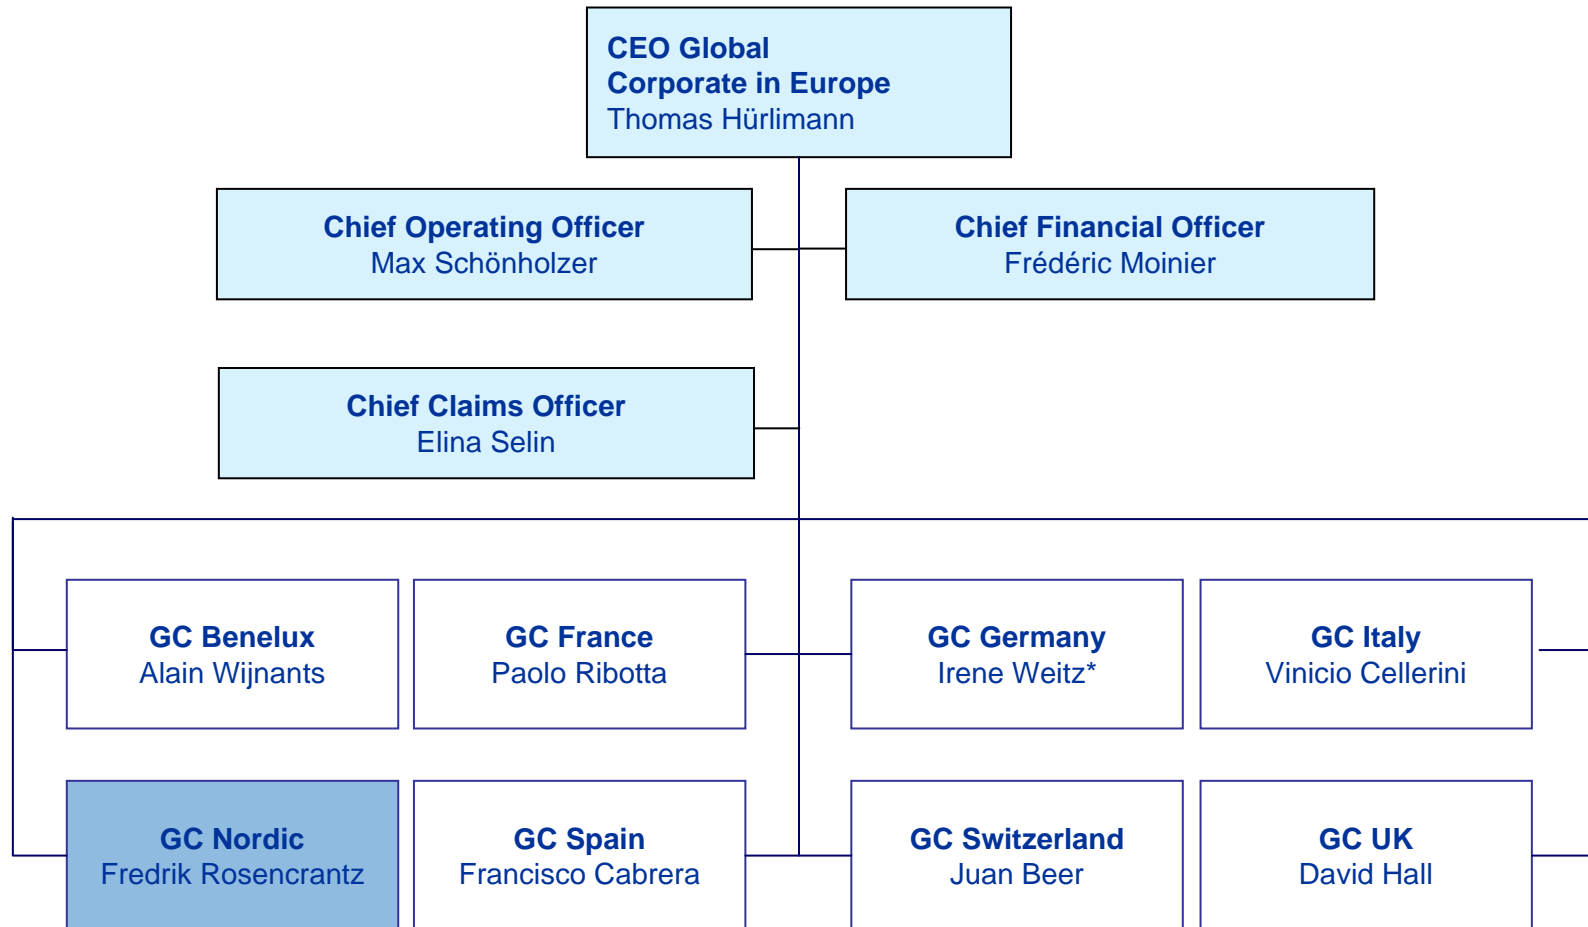 CEO Global
Corporate in Europe
Thomas Hürlimann
Chief Operating Officer
Max Schönholzer
Chief Financial Officer
Frédéric Moinier
Chief Claims Officer
Elina Selin
GC Benelux
Alain Wijnants
GC France
Paolo Ribotta
GC Germany
Irene Weitz*
GC Italy
Vinicio Cellerini
GC Nordic
Fredrik Rosencrantz
GC Spain
Francisco Cabrera
GC Switzerland
Juan Beer
GC UK
David Hall